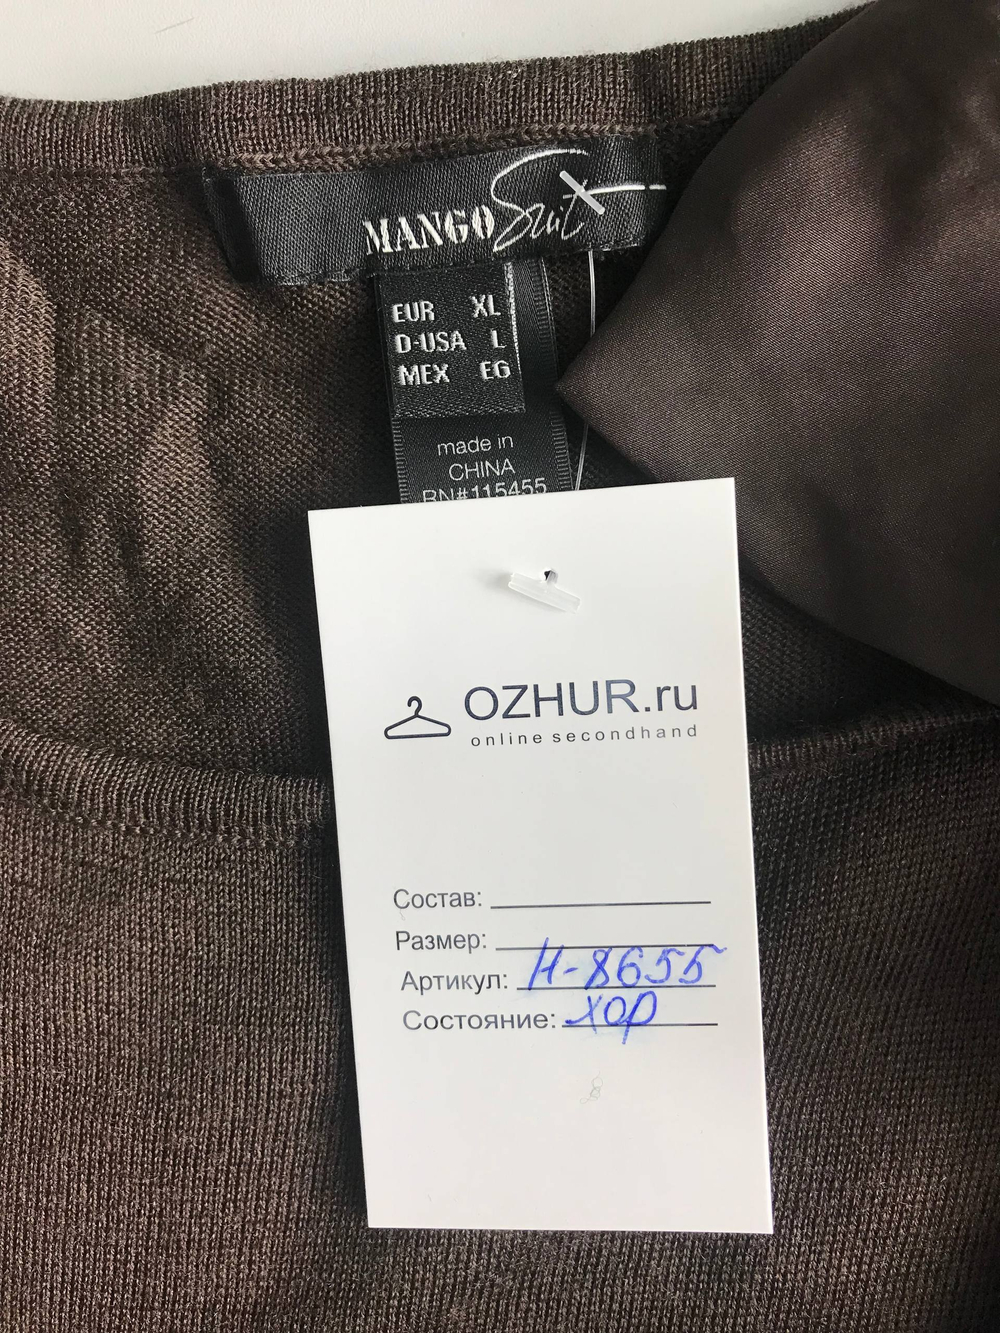 MANGO Suit
EUR XL
D-USA L
MEX EG
made in
CHINA
RN#115455
OZHUR.ru
online secondhand
Состав:
Размер:
Артикул: Н-8655
Состояние: хор